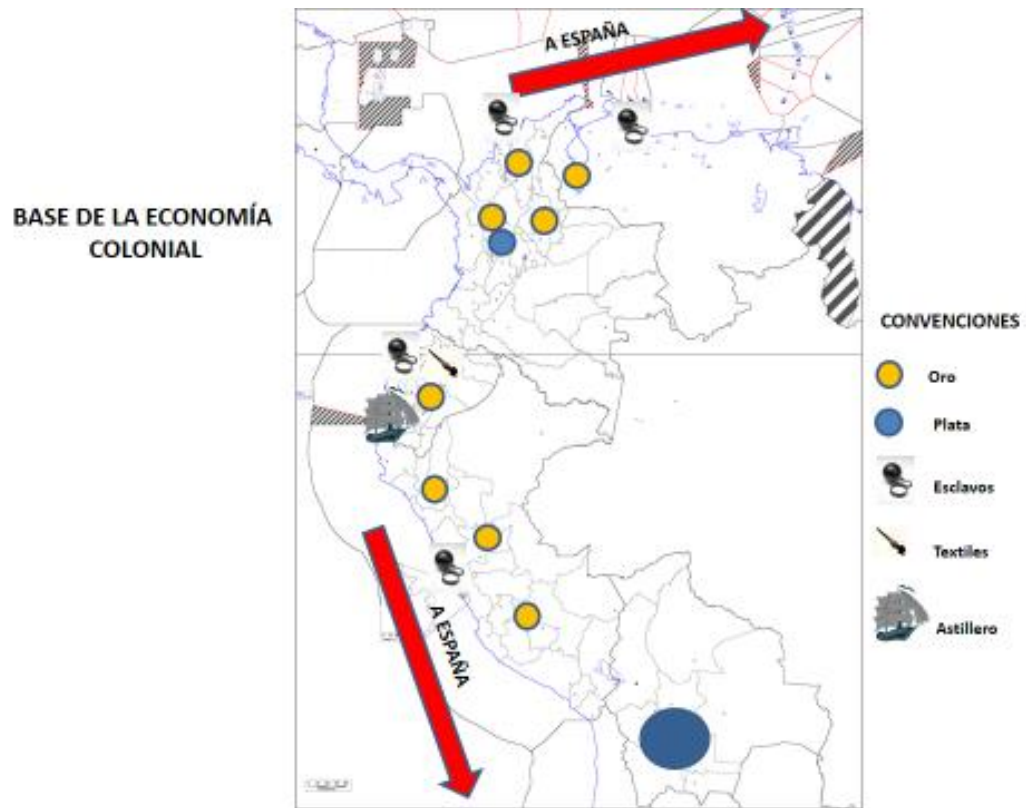 A ESPAÑA
BASE DE LA ECONOMÍA
COLONIAL
CONVENCIONES
Oro
Plata
Esclavos
Textiles
Astillero
A ESPAÑA